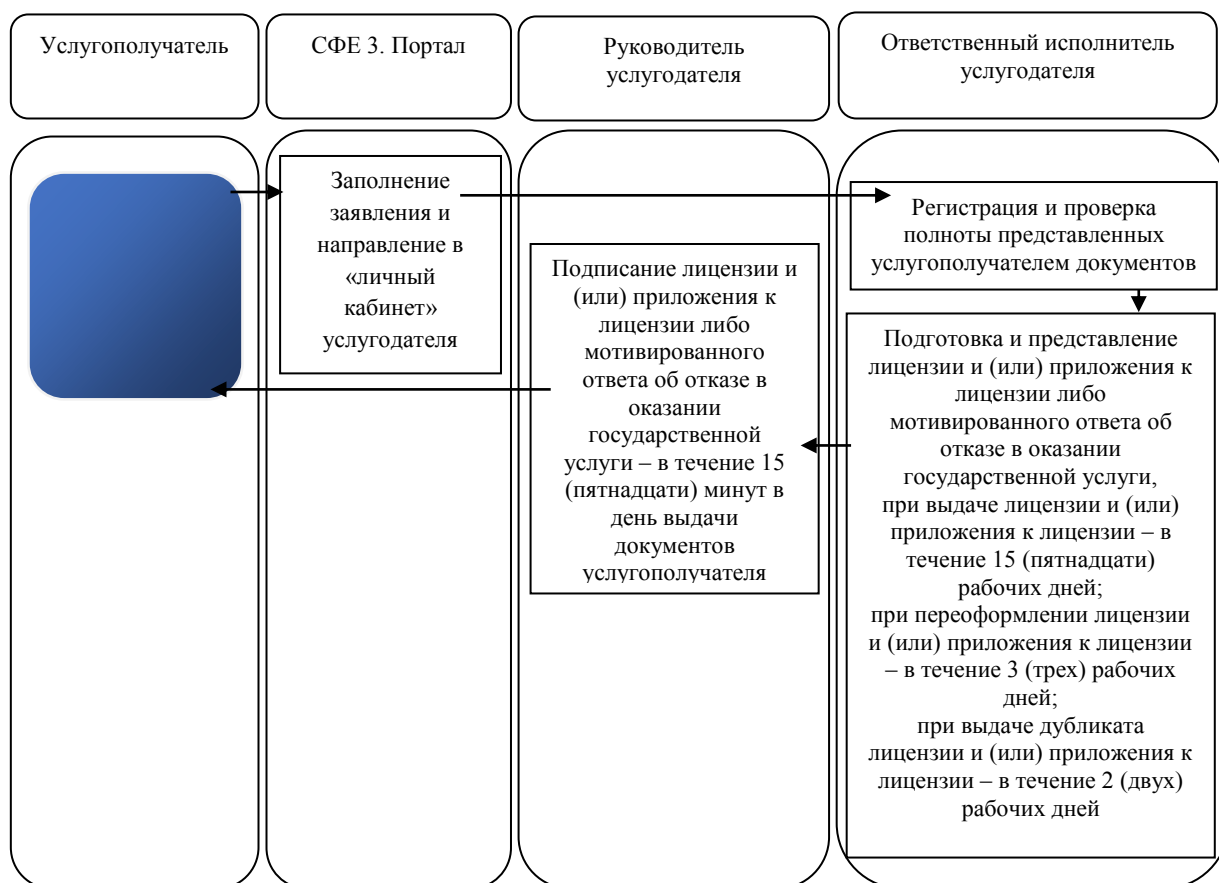 Услугополучатель
СФЕ 3. Портал
Руководитель
услугодателя
Ответственный исполнитель
услугодателя
Заполнение
заявления и
направление в
«личный
кабинет»
услугодателя
Регистрация и проверка
полноты представленных
услугополучателем документов
Подписание лицензии и
(или) приложения к
лицензии либо
мотивированного
ответа об отказе в
оказании
государственной
услуги – в течение 15
(пятнадцати) минут в
день выдачи
документов
услугополучателя
Подготовка и представление
лицензии и (или) приложения к
лицензии либо
мотивированного ответа об
отказе в оказании
государственной услуги,
при выдаче лицензии и (или)
приложения к лицензии – в
течение 15 (пятнадцати)
рабочих дней;
при переоформлении лицензии
и (или) приложения к лицензии
– в течение 3 (трех) рабочих
дней;
при выдаче дубликата
лицензии и (или) приложения к
лицензии – в течение 2 (двух)
рабочих дней